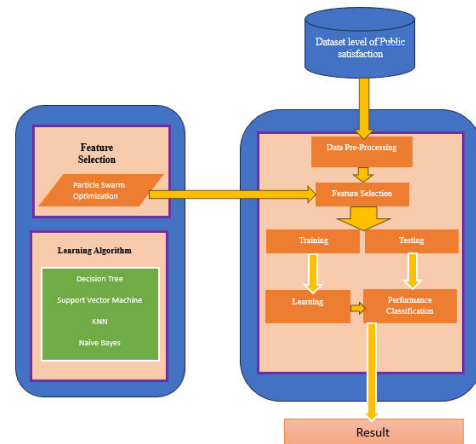 Dataset level of Public
satisfaction
Feature
Selection
Particle Swarm
Optimization
Learning Algorithm
Decision Tree
Support Vector Machine
KNN
Naïve Bayes
Data Pre-Processing
Feature Selection
Training
Testing
Learning
Performance
Classification
Result